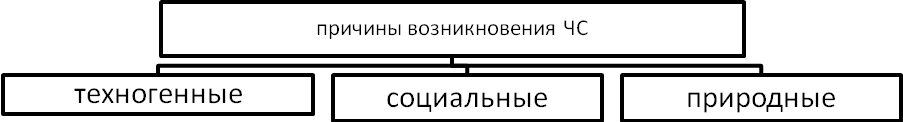 причины возникновения ЧС
техногенные
социальные
природные